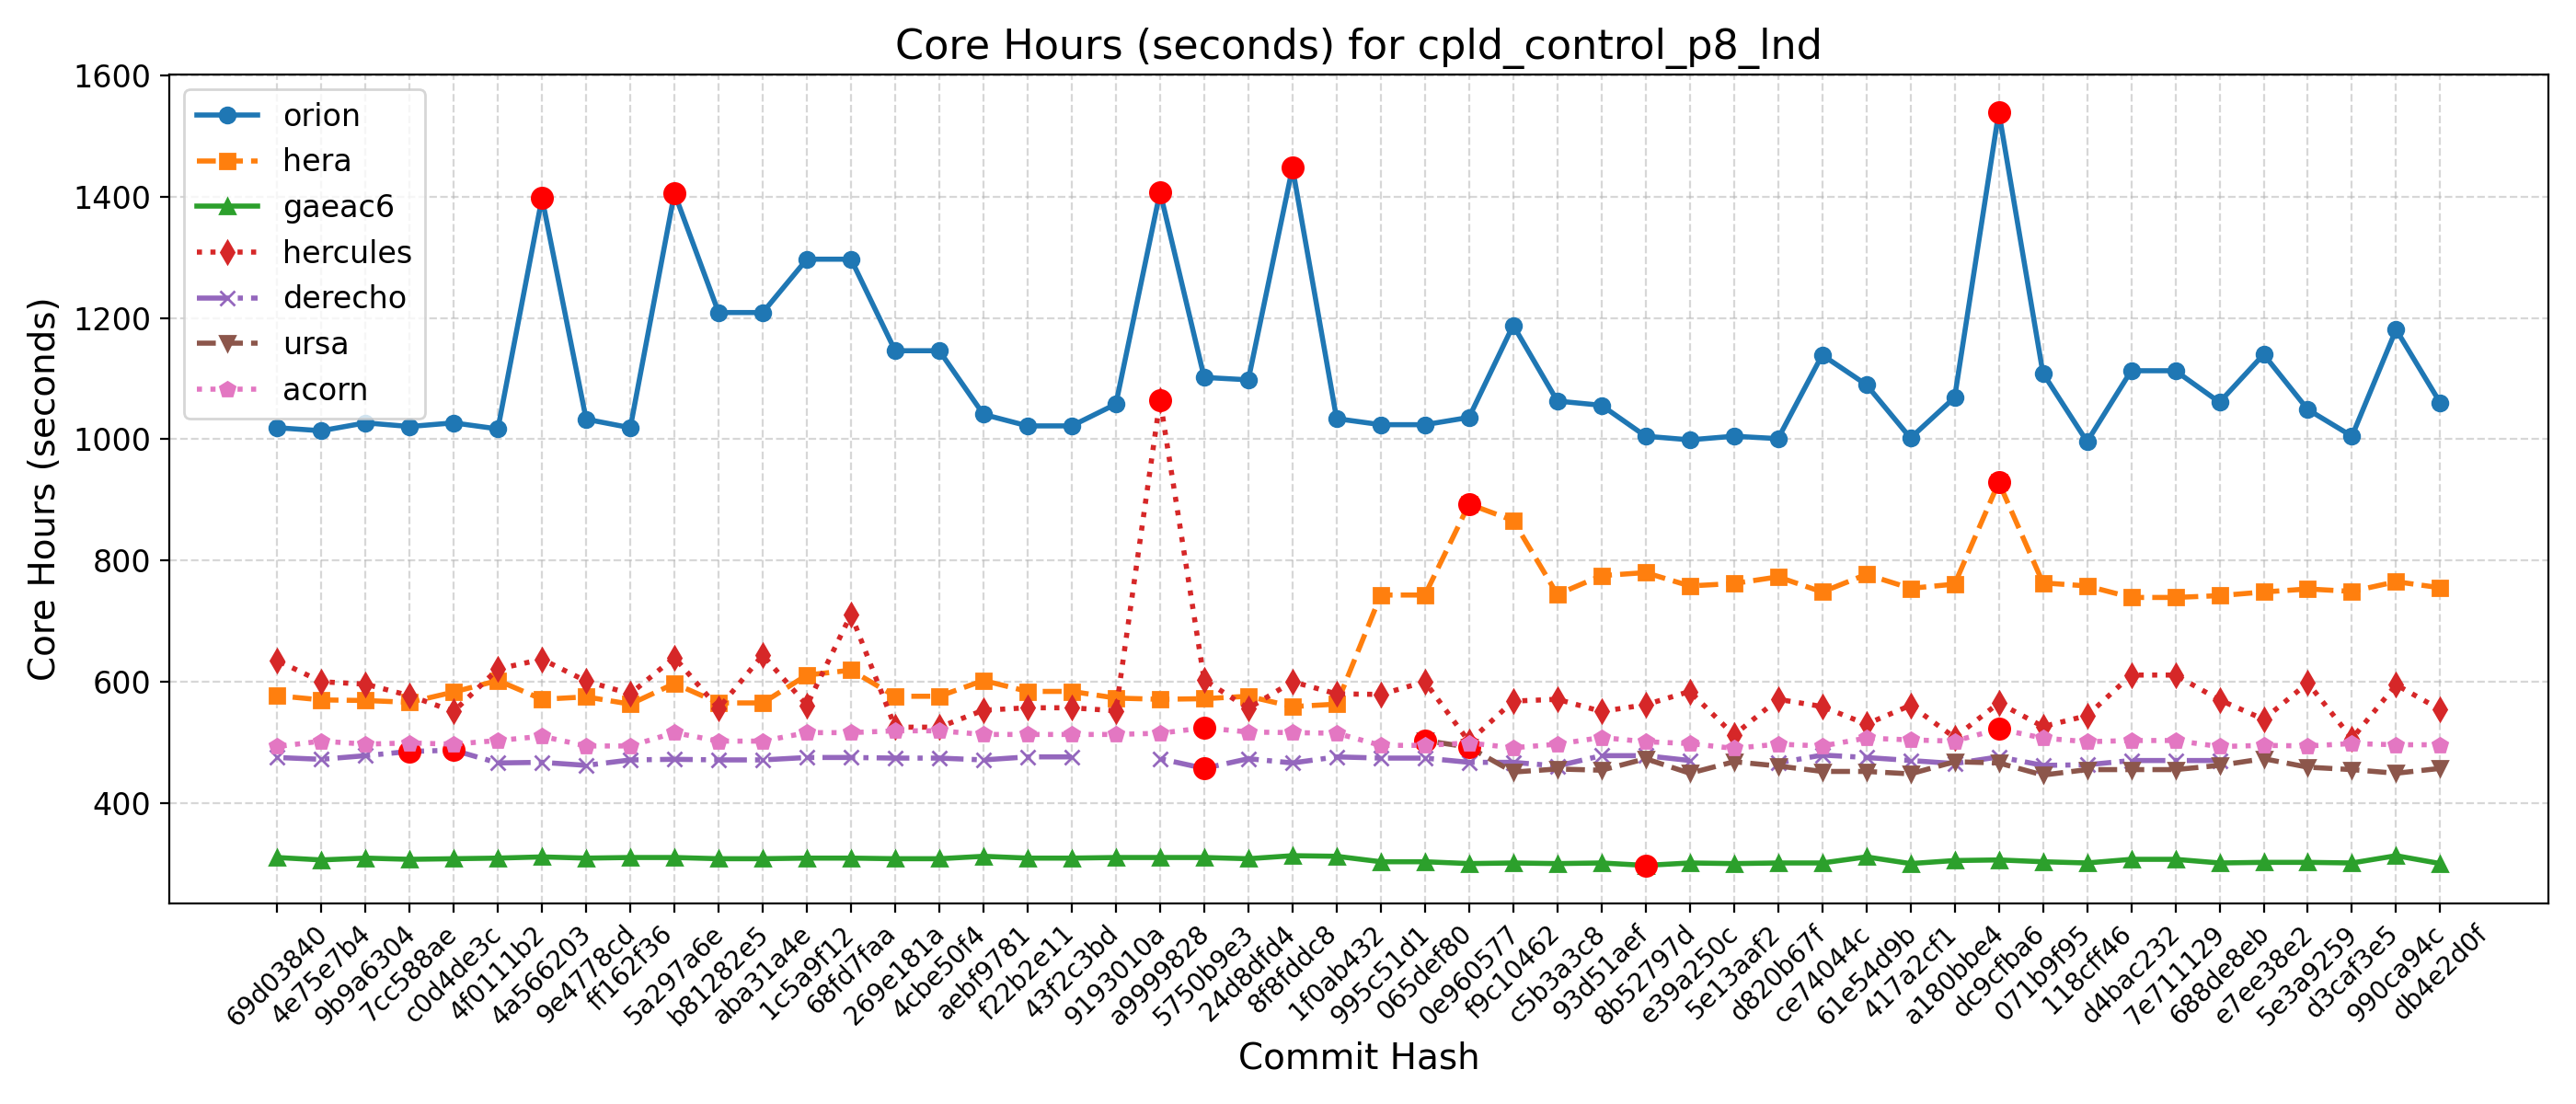 Core Hours (seconds) for cpld_control_p8_lnd
Core Hours (seconds)
1600
1400
1200
1000
800
600
400
orion
hera
gaeac6
hercules
derecho
ursa
acorn
69d03840
4e75e7b4
9b9a6304
7cc588ae
c0d4de3c
4f0111b2
4a566203
9e4778cd
ff162f36
5a297a6e
b81282e5
aba31a4e
1c5a9f12
68fd7faa
269e181a
4cbe50f4
aebf9781
f22b2e11
43f2c3bd
9193010a
a9999828
5750b9e3
24d8dfd4
8f8fddc8
1f0ab432
995c51d1
065def80
0e960577
f9c10462
c5b3a3c8
93d51aef
8b52797d
e39a250c
5e13aaf2
d820b67f
ce74044c
61e54d9b
417a2cf1
a180bbe4
dc9cfba6
071b9f95
118cff46
d4bac232
7e711129
688de8eb
e7ee38e2
5e3a9259
d3caf3e5
990ca94c
db4e2d0f
Commit Hash